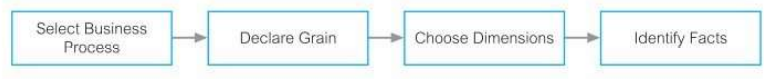 Select Business
Process
Declare Grain
Choose Dimensions
Identify Facts